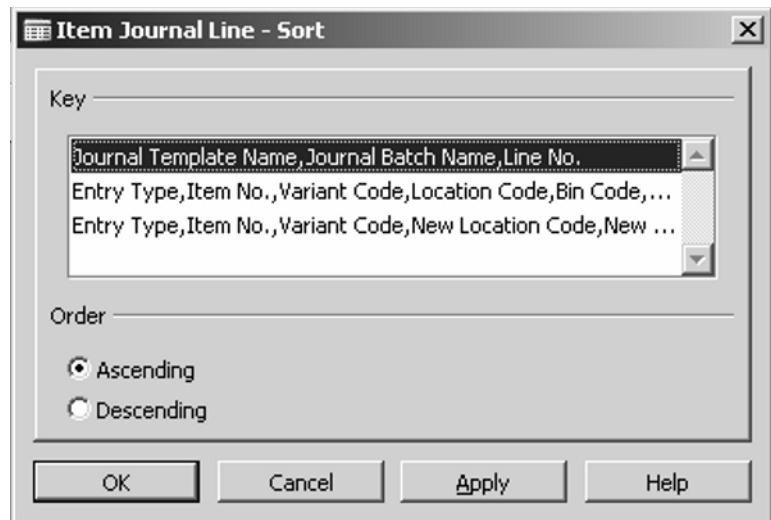 Item Journal Line - Sort
Key
Journal Template Name,Journal Batch Name,Line No.
Entry Type,Item No.,Variant Code,Location Code,Bin Code,...
Entry Type,Item No.,Variant Code,New Location Code,New ...
Order
Ascending
Descending
OK Cancel Apply Help